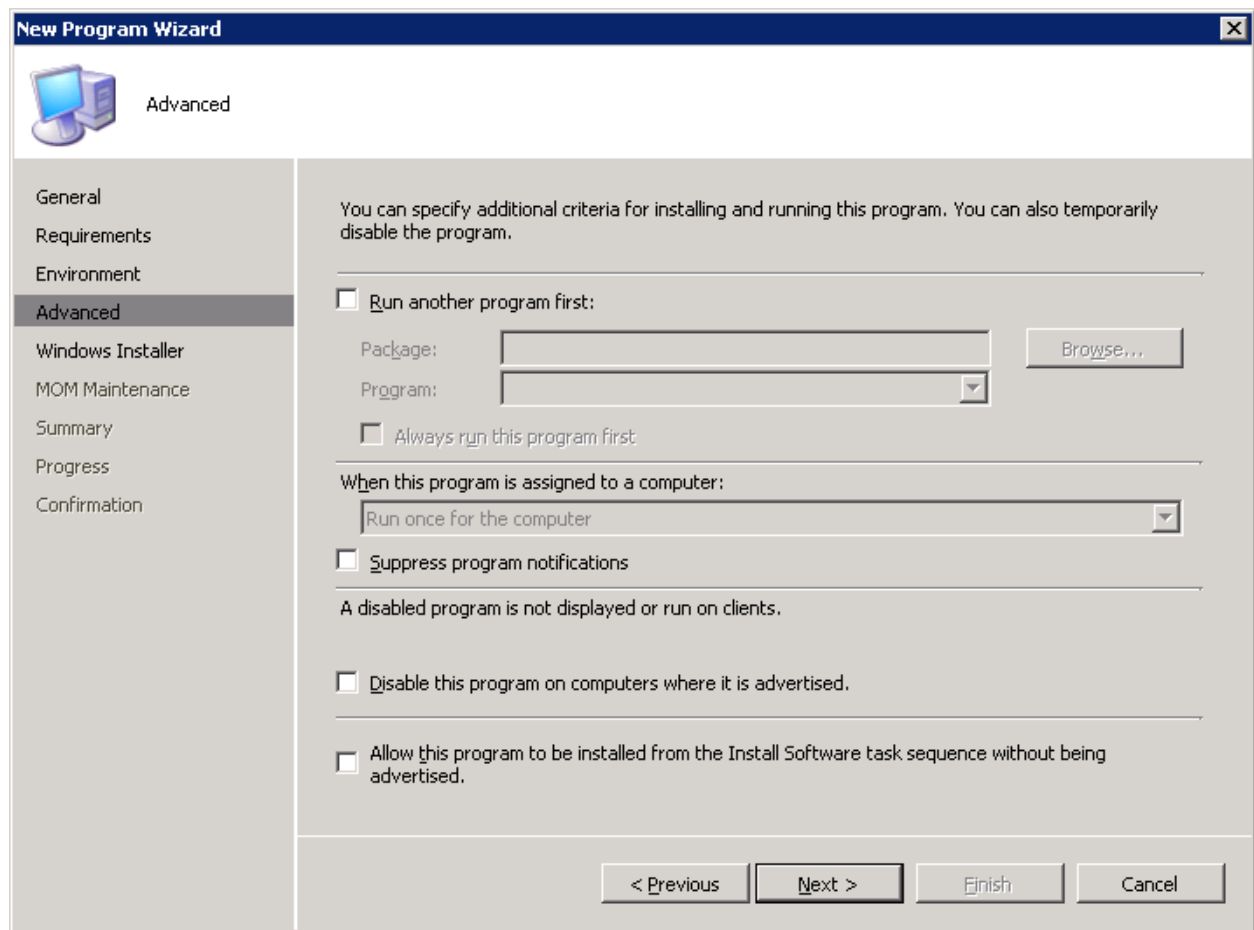 New Program Wizard
Advanced
General
Requirements
Environment
Advanced
Windows Installer
MOM Maintenance
Summary
Progress
Confirmation
You can specify additional criteria for installing and running this program. You can also temporarily
disable the program.
Run another program first:
Package:
Browse...
Program:
Always run this program first
When this program is assigned to a computer:
Run once for the computer
Suppress program notifications
A disabled program is not displayed or run on clients.
Disable this program on computers where it is advertised.
Allow this program to be installed from the Install Software task sequence without being
advertised.
< Previous
Next >
Finish
Cancel